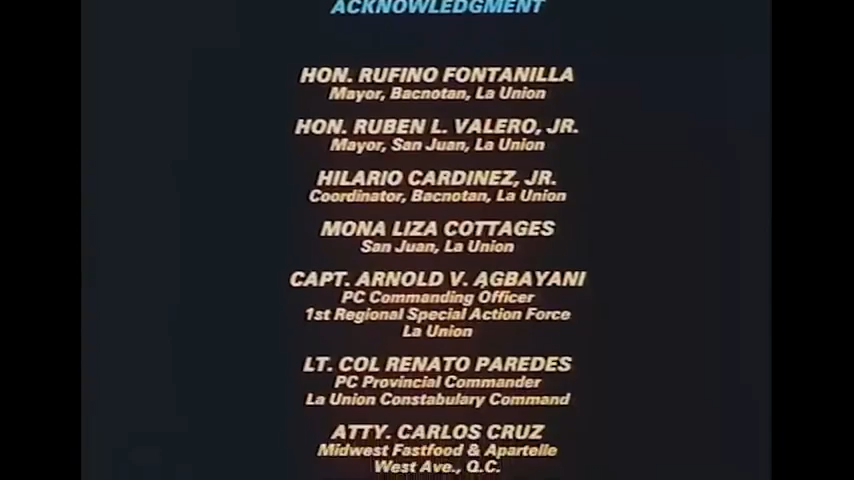 ACKNOWLEDGMENT
HON. RUFINO FONTANILLA
Mayor, Bacnotan, La Union
HON. RUBEN L. VALERO, JR.
Mayor, San Juan, La Union
HILARIO CARDINEZ, JR.
Coordinator, Bacnotan, La Union
MONA LIZA COTTAGES
San Juan, La Union
CAPT. ARNOLD V. AGBAYANI
PC Commanding Officer
1st Regional Special Action Force
La Union
LT. COL RENATO PAREDES
PC Provincial Commander
La Union Constabulary Command
ATTY. CARLOS CRUZ
Midwest Fastfood & Apartelle
West Ave., Q.C.